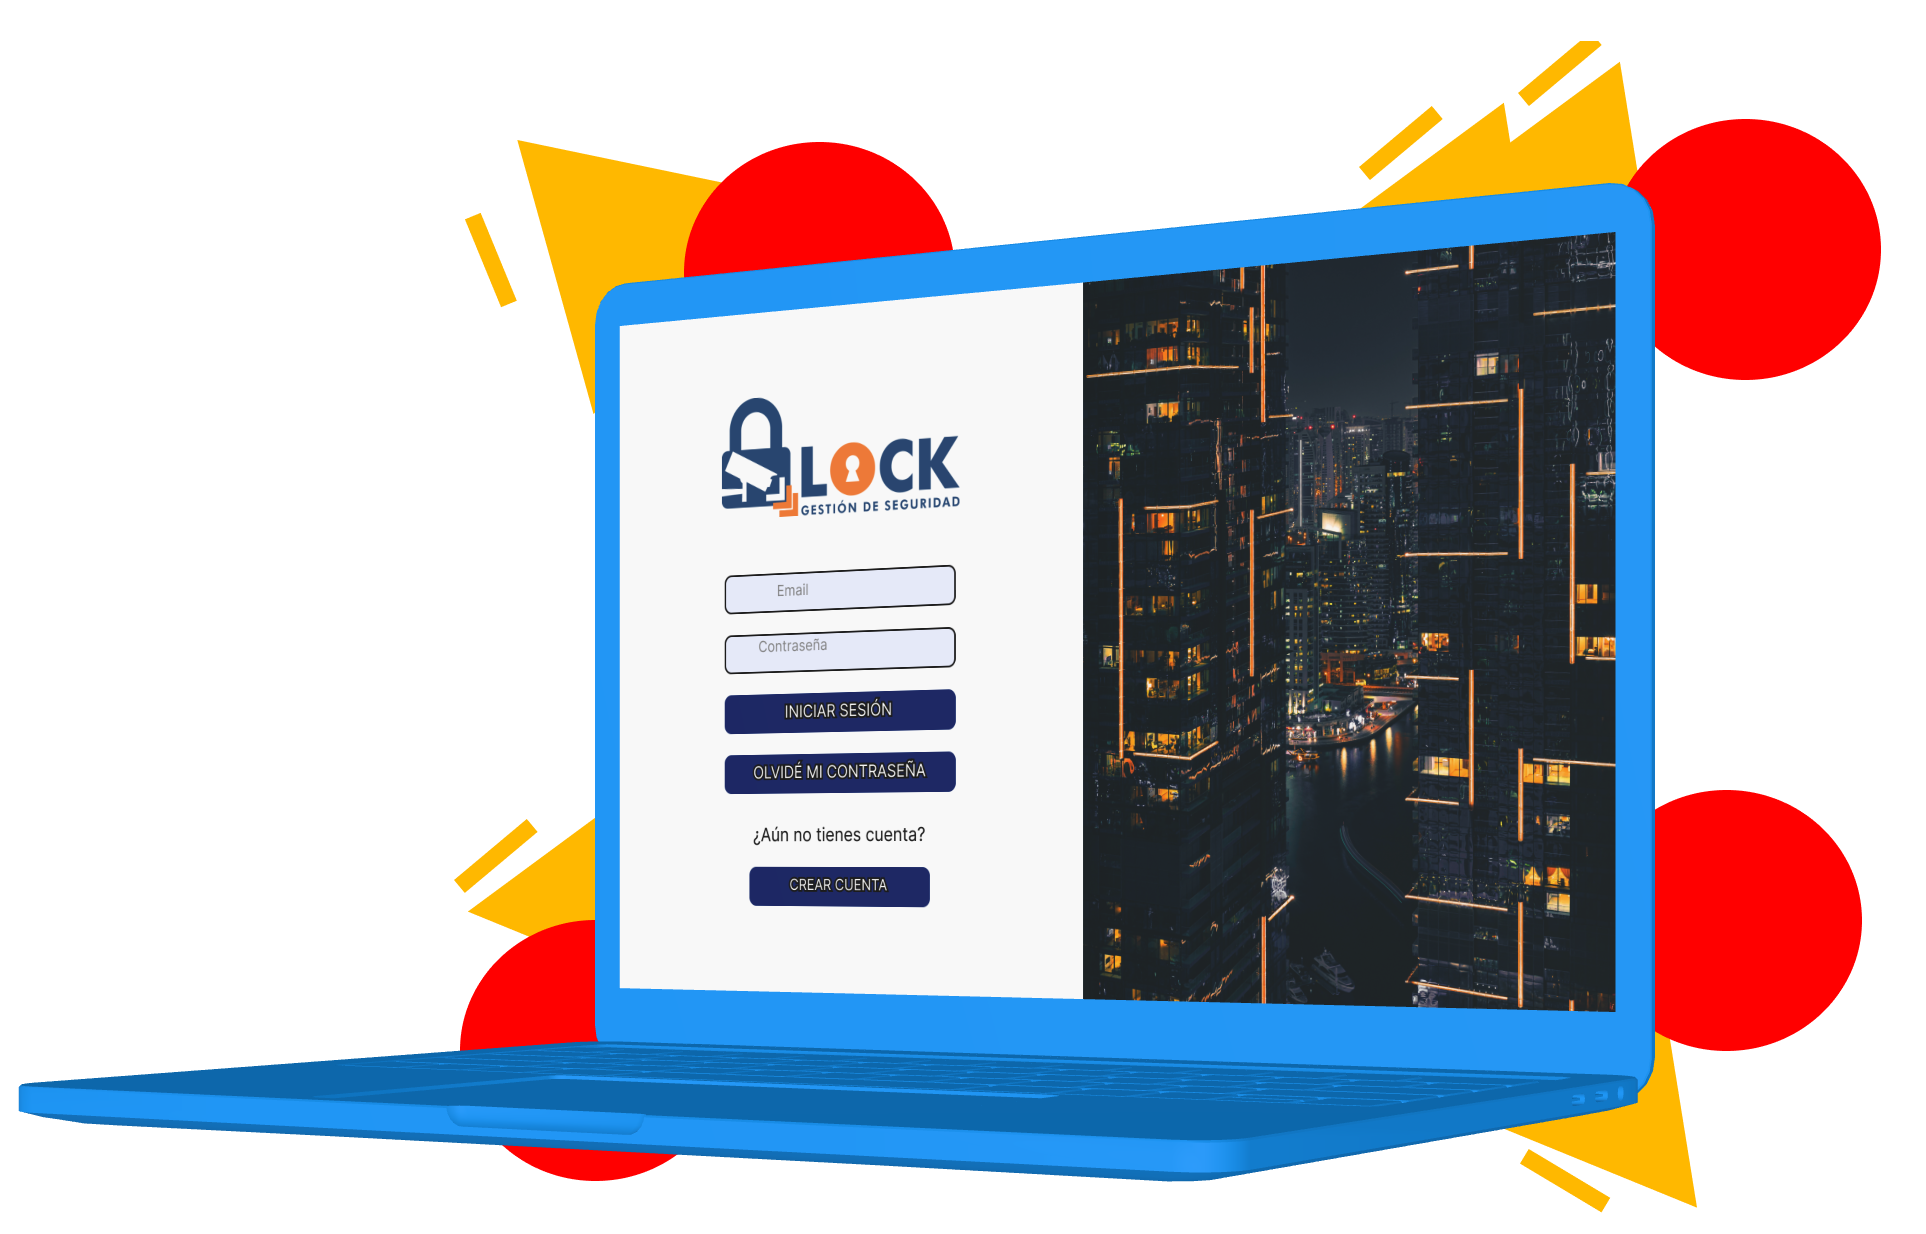 LOCK
GESTIÓN DE SEGURIDAD
Email
Contraseña
INICIAR SESIÓN
OLVIDÉ MI CONTRASEÑA
¿Aún no tienes cuenta?
CREAR CUENTA